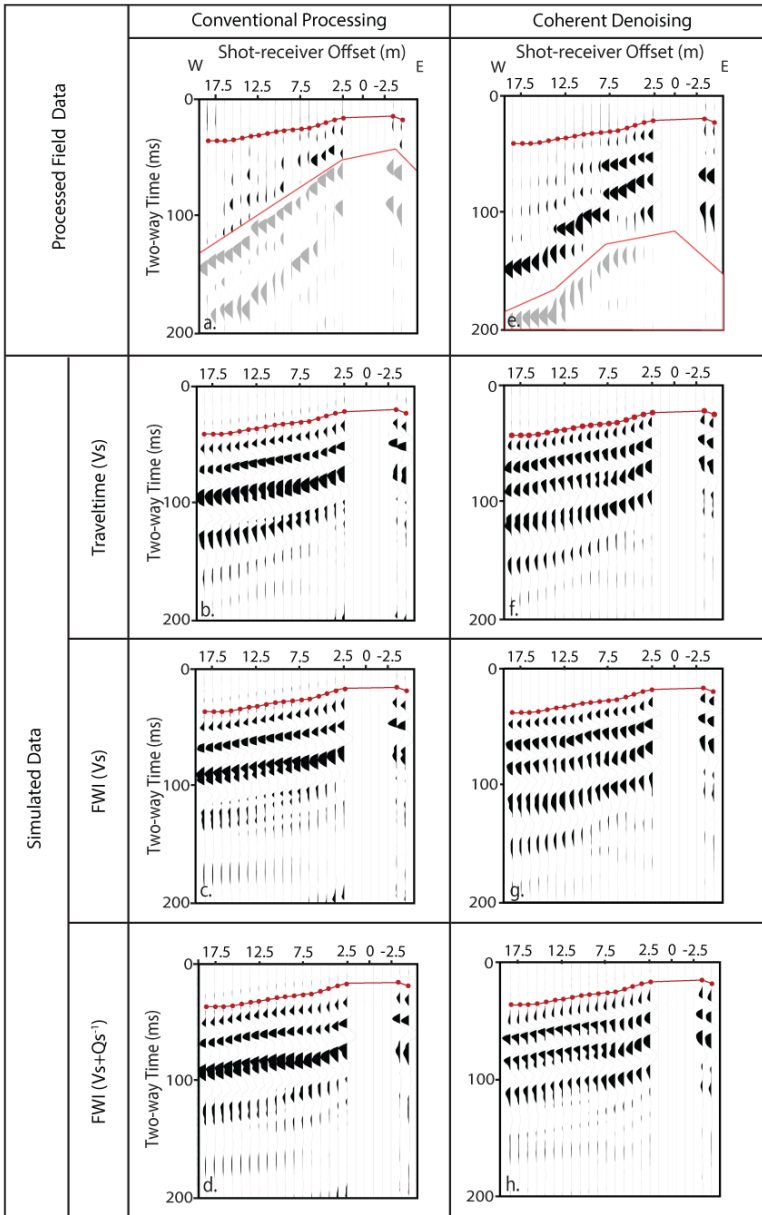 Conventional Processing
Coherent Denoising
Processed Field Data
Shot-receiver Offset (m)
W
E
17.5 12.5 7.5 2.5 0 -2.5
0
100
200
Two-way Time (ms)
a.
Shot-receiver Offset (m)
W
E
17.5 12.5 7.5 2.5 0 -2.5
0
100
200
e.
Simulated Data
Traveltime (Vs)
17.5 12.5 7.5 2.5 0 -2.5
0
100
200
Two-way Time (ms)
b.
17.5 12.5 7.5 2.5 0 -2.5
0
100
200
f.
FWI (Vs)
17.5 12.5 7.5 2.5 0 -2.5
0
100
200
Two-way Time (ms)
c.
17.5 12.5 7.5 2.5 0 -2.5
0
100
200
g.
FWI (Vs+Qs⁻¹)
17.5 12.5 7.5 2.5 0 -2.5
0
100
200
Two-way Time (ms)
d.
17.5 12.5 7.5 2.5 0 -2.5
0
100
200
h.